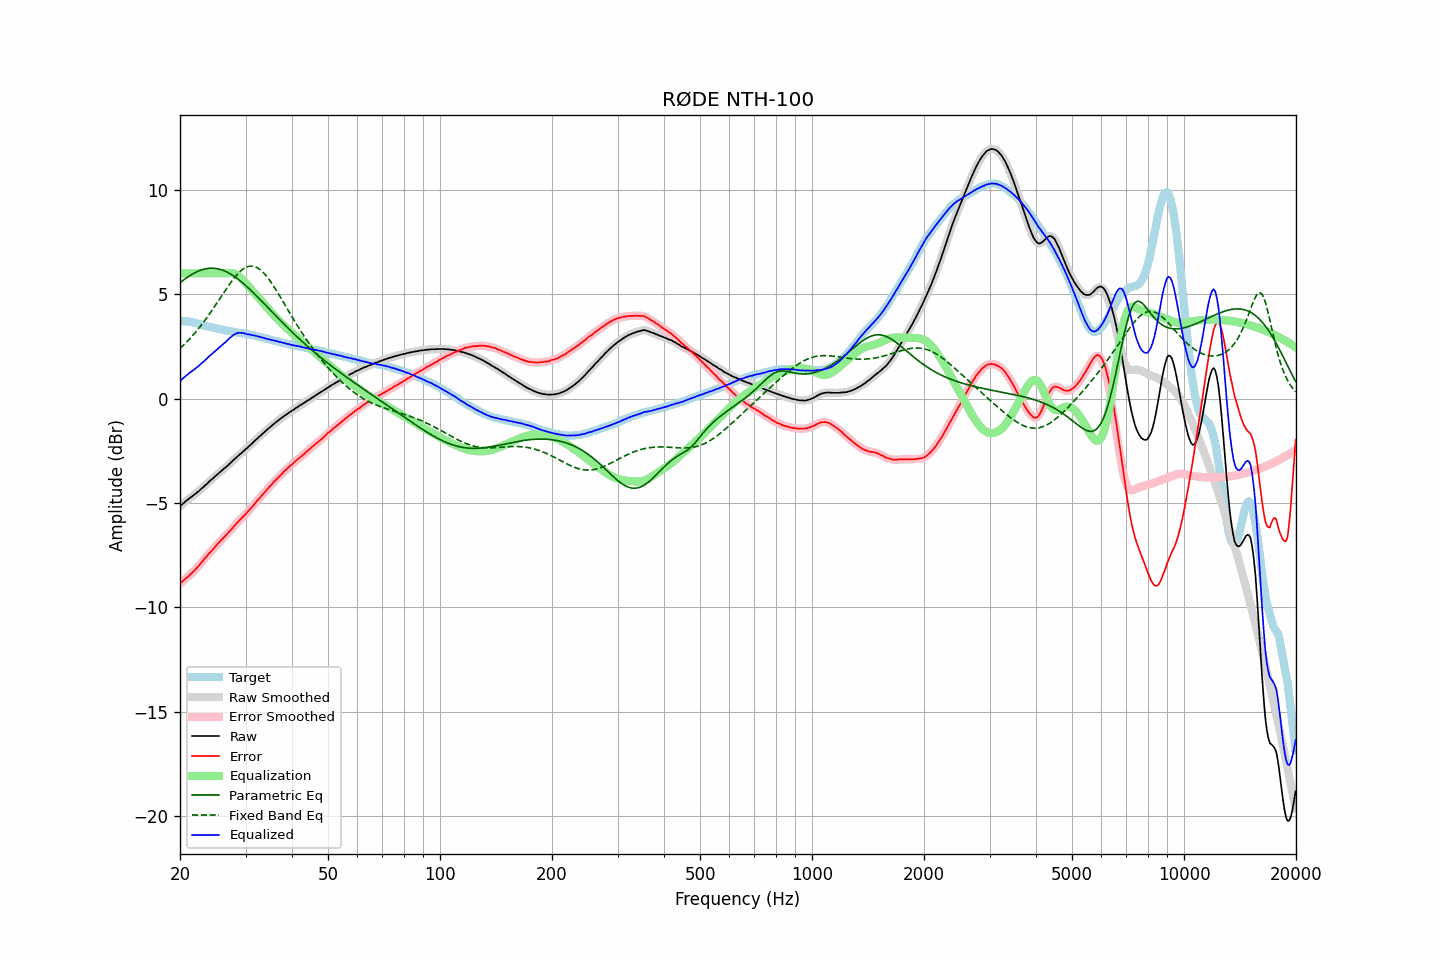 RØDE NTH-100
Amplitude (dBr)
10
5
0
−5
−10
−15
−20
Target
Raw Smoothed
Error Smoothed
Raw
Error
Equalization
Parametric Eq
Fixed Band Eq
Equalized
20 50 100 200 500 1000 2000 5000 10000 20000
Frequency (Hz)